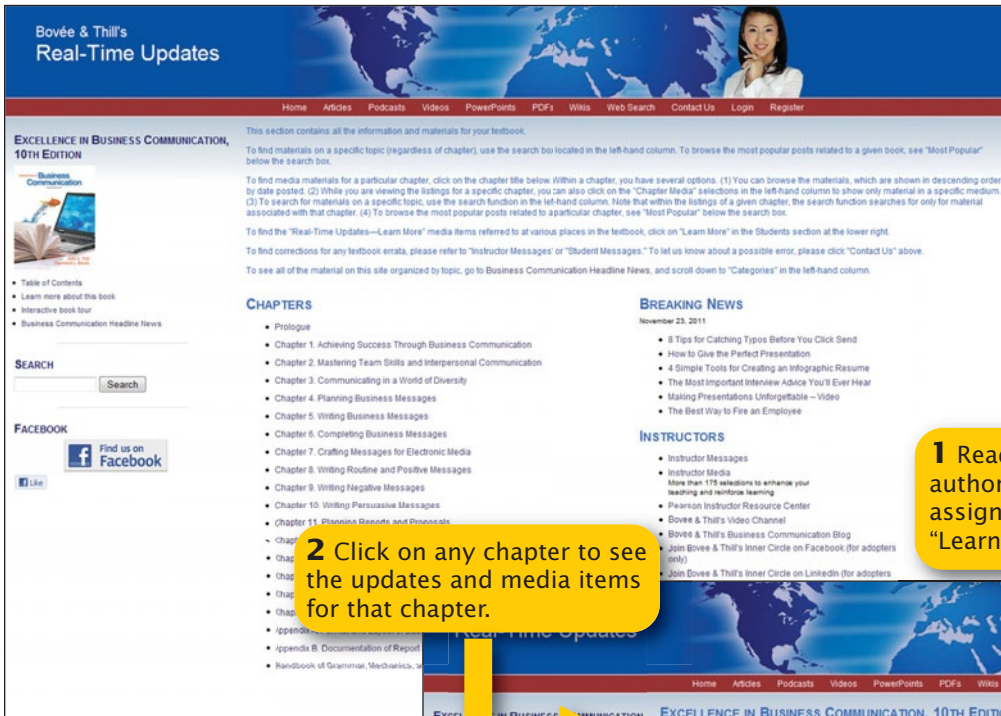 Bovée & Thill's
Real-Time Updates
Home Articles Podcasts Videos PowerPoints PDFs Wikis Web Search Contact Us Login Register
EXCELLENCE IN BUSINESS COMMUNICATION,
10TH EDITION
Business
Communication
Table of Contents
Learn more about this book
Interactive book tour
Business Communication Headline News
SEARCH
Search
FACEBOOK
Find us on
Facebook
Like
This section contains all the information and materials for your textbook.
To find materials on a specific topic (regardless of chapter), use the search box located in the left-hand column. To browse the most popular posts related to a given book, see "Most Popular"
below the search box.
To find media materials for a particular chapter, click on the chapter title below. Within a chapter, you have several options. (1) You can browse the materials, which are shown in descending order
by date posted. (2) While you are viewing the listings for a specific chapter, you can also click on the "Chapter Media" selections in the left-hand column to show only material in a specific medium.
(3) To search for materials on a specific topic, use the search function in the left-hand column. Note that within the listings of a given chapter, the search function searches for only for material
associated with that chapter. (4) To browse the most popular posts related to a particular chapter, see "Most Popular" below the search box.
To find the "Real-Time Updates—Learn More" media items referred to at various places in the textbook, click on "Learn More" in the Students section at the lower right.
To find corrections for any textbook errata, please refer to "Instructor Messages' or "Student Messages." To let us know about a possible error, please click "Contact Us" above.
To see all of the material on this site organized by topic, go to Business Communication Headline News, and scroll down to "Categories" in the left-hand column.
CHAPTERS
Prologue
Chapter 1. Achieving Success Through Business Communication
Chapter 2. Mastering Team Skills and Interpersonal Communication
Chapter 3. Communicating in a World of Diversity
Chapter 4. Planning Business Messages
Chapter 5. Writing Business Messages
Chapter 6. Completing Business Messages
Chapter 7. Crafting Messages for Electronic Media
Chapter 8. Writing Routine and Positive Messages
Chapter 9. Writing Negative Messages
Chapter 10. Writing Persuasive Messages
Chapter 11. Planning Reports and Proposals
Appendix B. Documentation of Report
Handbook of Grammar, Mechanics,
BREAKING NEWS
November 23, 2011
8 Tips for Catching Typos Before You Click Send
How to Give the Perfect Presentation
4 Simple Tools for Creating an Infographic Resume
The Most Important Interview Advice You'll Ever Hear
Making Presentations Unforgettable – Video
The Best Way to Fire an Employee
INSTRUCTORS
Instructor Messages
Instructor Media
More than 175 selections to enhance your
teaching and reinforce learning
Pearson Instructor Resource Center
Bovee & Thill's Video Channel
Bovee & Thill's Business Communication Blog
Join Bovee & Thill's Inner Circle on Facebook (for adopters
only)
Join Bovee & Thill's Inner Circle on LinkedIn (for adopters
1 Read
author
assign
"Learn
2 Click on any chapter to see
the updates and media items
for that chapter.
Real-Time Updates
Home Articles Podcasts Videos PowerPoints PDFs Wikis
EXCELLENCE IN BUSINESS COMMUNICATION, 10TH EDITI